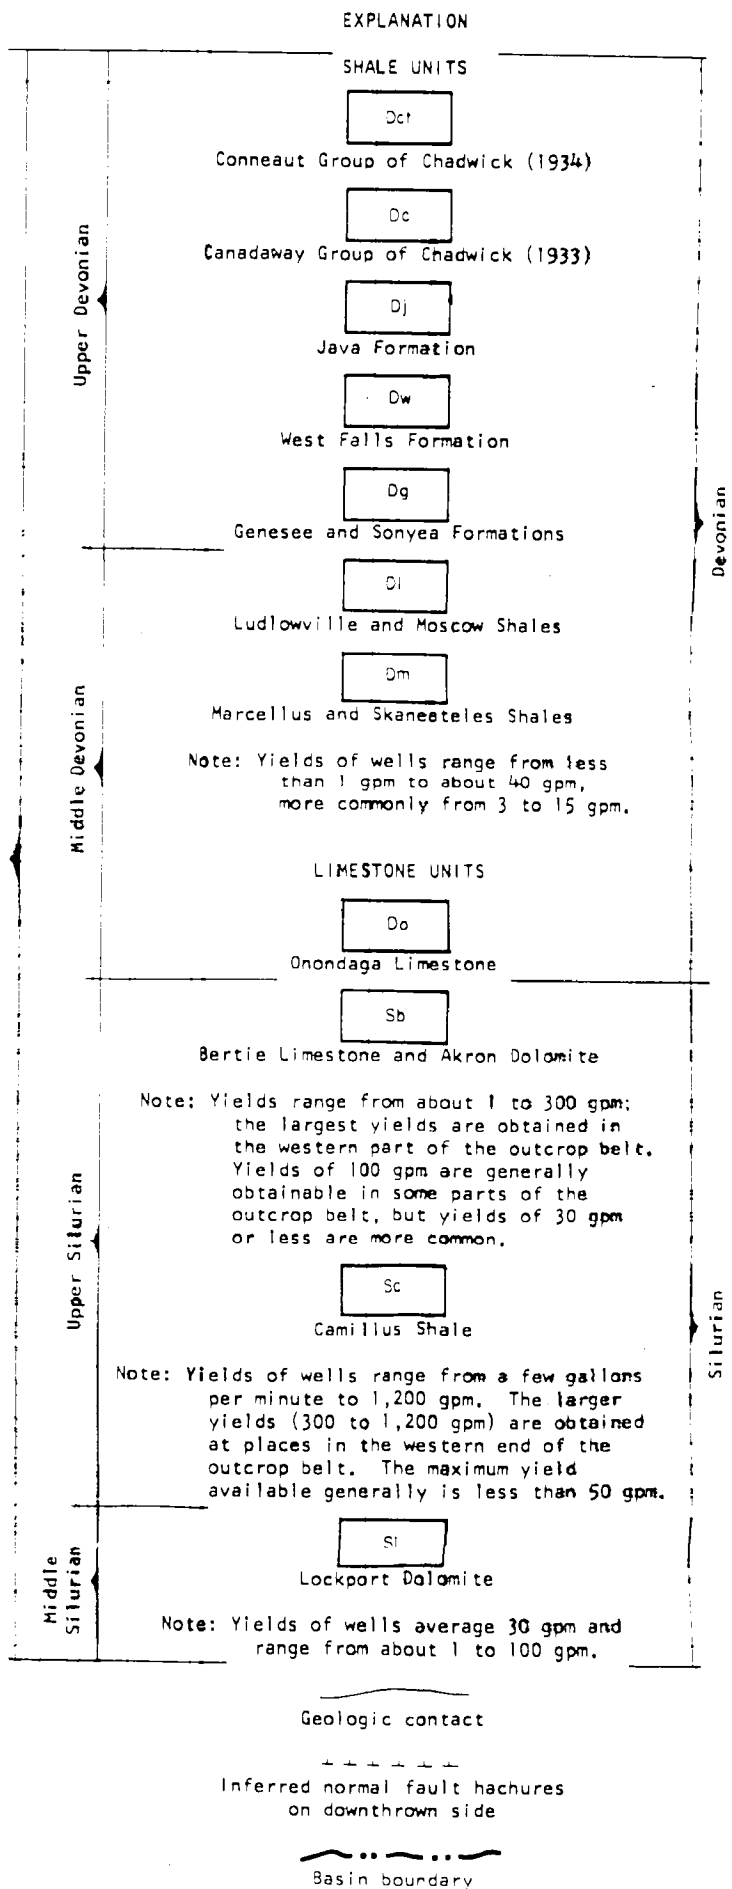 EXPLANATION
SHALE UNITS
Dct
Conneaut Group of Chadwick (1934)
Dc
Canadaway Group of Chadwick (1933)
Dj
Java Formation
Dw
West Falls Formation
Dg
Genesee and Sonyea Formations
Dl
Ludlowville and Moscow Shales
Dm
Marcellus and Skaneateles Shales
Note: Yields of wells range from less
than 1 gpm to about 40 gpm,
more commonly from 3 to 15 gpm.
LIMESTONE UNITS
Do
Onondaga Limestone
Sb
Bertie Limestone and Akron Dolomite
Note: Yields range from about 1 to 300 gpm;
the largest yields are obtained in
the western part of the outcrop belt.
Yields of 100 gpm are generally
obtainable in some parts of the
outcrop belt, but yields of 30 gpm
or less are more common.
Sc
Camillus Shale
Note: Yields of wells range from a few gallons
per minute to 1,200 gpm. The larger
yields (300 to 1,200 gpm) are obtained
at places in the western end of the
outcrop belt. The maximum yield
available generally is less than 50 gpm.
Sl
Lockport Dolomite
Note: Yields of wells average 30 gpm and
range from about 1 to 100 gpm.
Upper Devonian
Middle Devonian
Upper Silurian
Middle
Silurian
Devonian
Silurian
Geologic contact
Inferred normal fault hachures
on downthrown side
Basin boundary